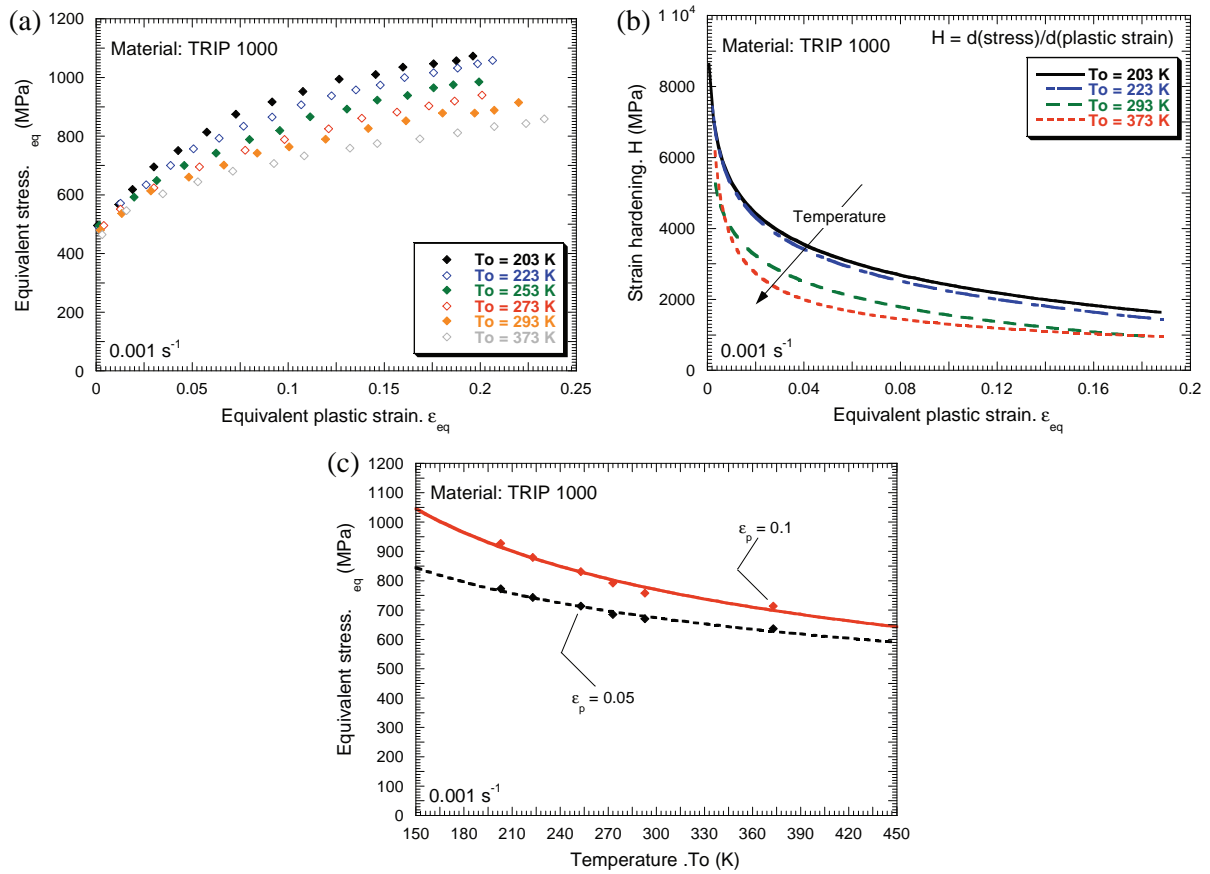 (a)
1200
1000
800
600
400
200
0
Equivalent stress. eq (MPa)
Material: TRIP 1000
To = 203 K
To = 223 K
To = 253 K
To = 273 K
To = 293 K
To = 373 K
0.001 s-1
0 0.05 0.1 0.15 0.2 0.25
Equivalent plastic strain. εeq
(b)
1 10^4
8000
6000
4000
2000
0
Strain hardening. H (MPa)
Material: TRIP 1000
H = d(stress)/d(plastic strain)
To = 203 K
To = 223 K
To = 293 K
To = 373 K
Temperature
0.001 s-1
0 0.04 0.08 0.12 0.16 0.2
Equivalent plastic strain. εeq
(c)
1200
1100
1000
900
800
700
600
500
400
300
200
100
0
Equivalent stress. eq (MPa)
Material: TRIP 1000
εp = 0.1
εp = 0.05
0.001 s-1
150 180 210 240 270 300 330 360 390 420 450
Temperature .To (K)